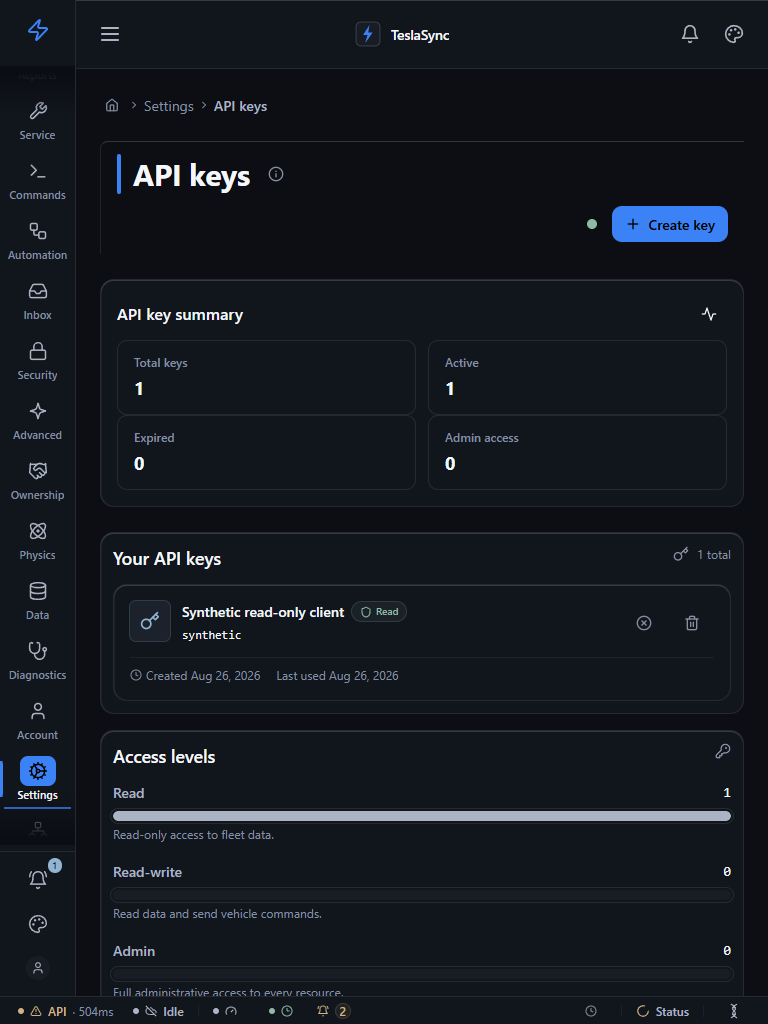 TeslaSync
Reports
Service
Commands
Automation
Inbox
Security
Advanced
Ownership
Physics
Data
Diagnostics
Account
Settings
1
Settings
API keys
API keys
Create key
API key summary
Total keys
1
Active
1
Expired
0
Admin access
0
Your API keys
1 total
Synthetic read-only client
Read
synthetic
Created Aug 26, 2026
Last used Aug 26, 2026
Access levels
Read
1
Read-only access to fleet data.
Read-write
0
Read data and send vehicle commands.
Admin
0
Full administrative access to every resource.
API · 504ms
Idle
2
Status